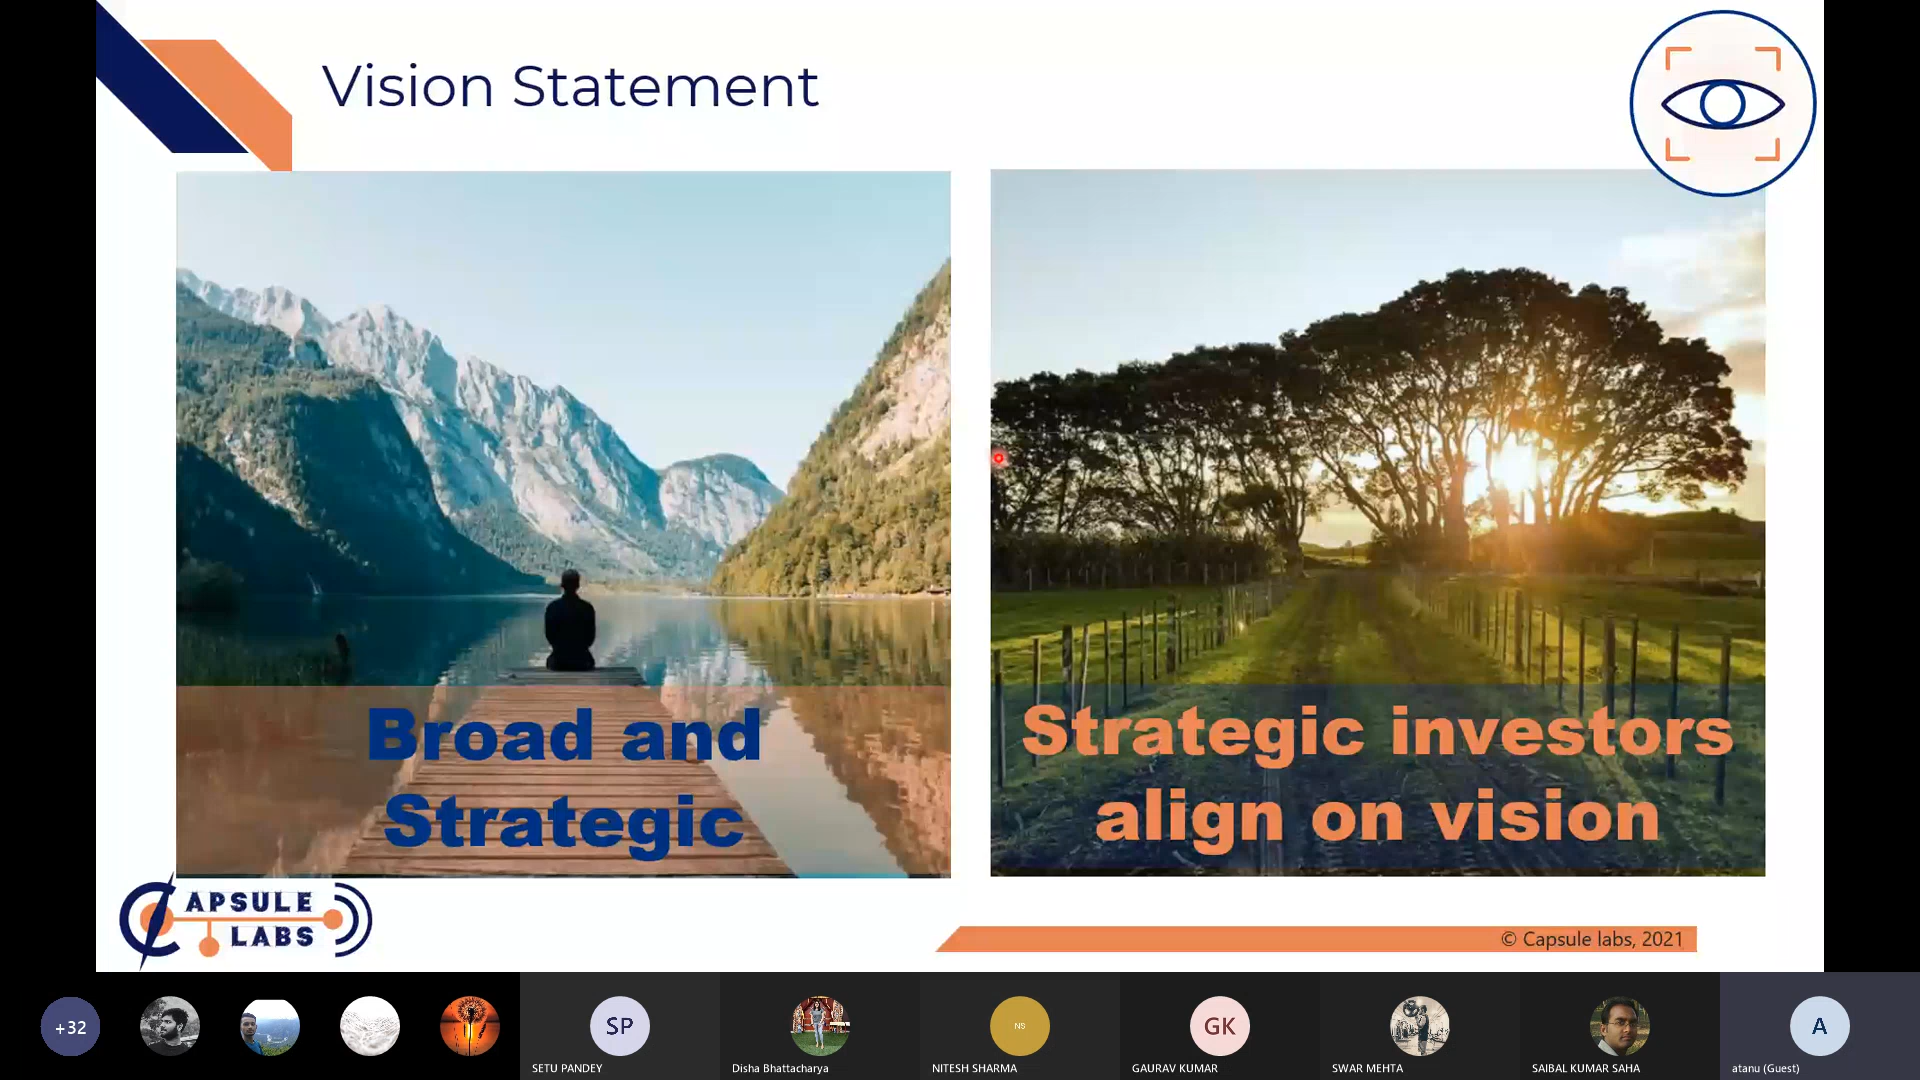 Vision Statement
Broad and
Strategic
Strategic investors
align on vision
APSULE
LABS
© Capsule labs, 2021
+32
SP
NS
GK
A
SETU PANDEY
Disha Bhattacharya
NITESH SHARMA
GAURAV KUMAR
SWAR MEHTA
SAIBAL KUMAR SAHA
atanu (Guest)